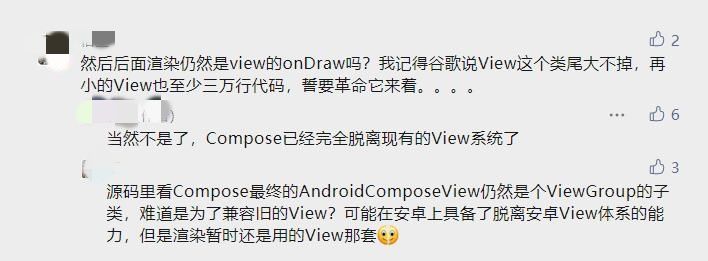 2
然后后面渲染仍然是view的onDraw吗？我记得谷歌说View这个类尾大不掉，再
小的View也至少三万行代码，誓要革命它来着。。。。
6
当然不是了，Compose已经完全脱离现有的View系统了
3
源码里看Compose最终的AndroidComposeView仍然是个ViewGroup的子
类，难道是为了兼容旧的View？可能在安卓上具备了脱离安卓View体系的能
力，但是渲染暂时还是用的View那套